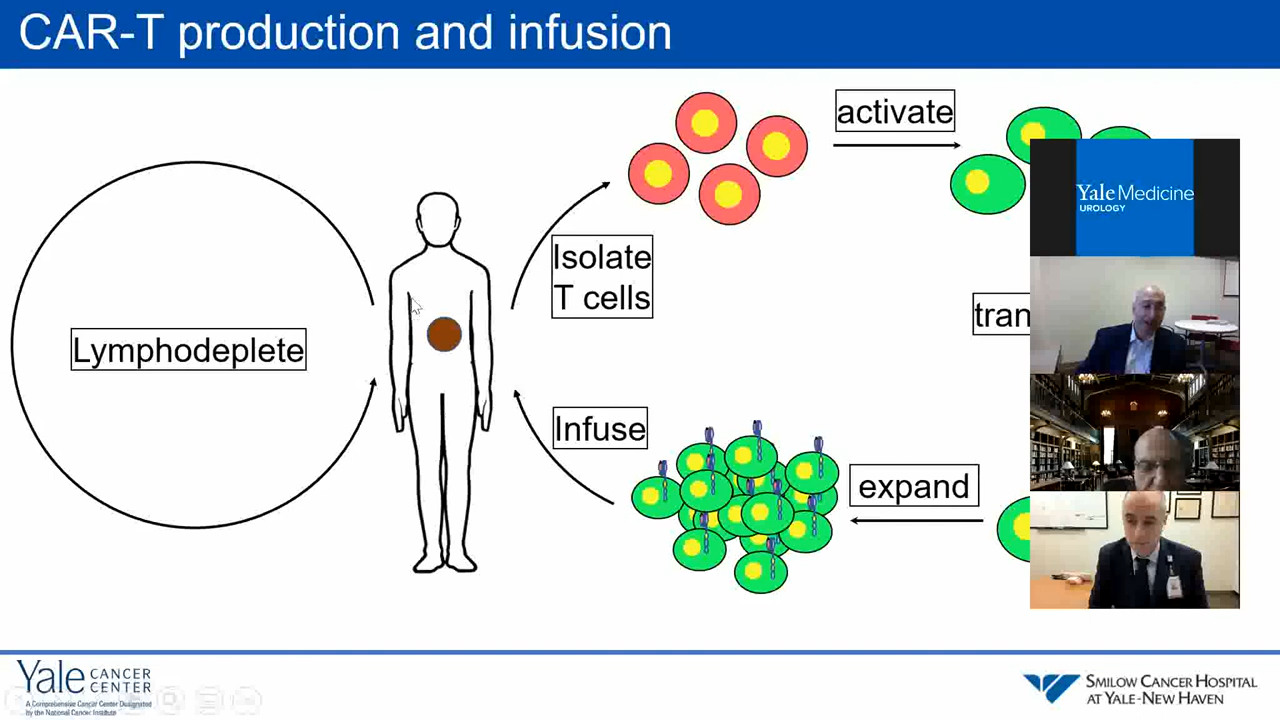 CAR-T production and infusion
activate
Yale Medicine
UROLOGY
Isolate
T cells
tran
Lymphodeplete
Infuse
expand
Yale CANCER
CENTER
A Comprehensive Cancer Center Designated
by the National Cancer Institute
SMILOW CANCER HOSPITAL
AT YALE-NEW HAVEN